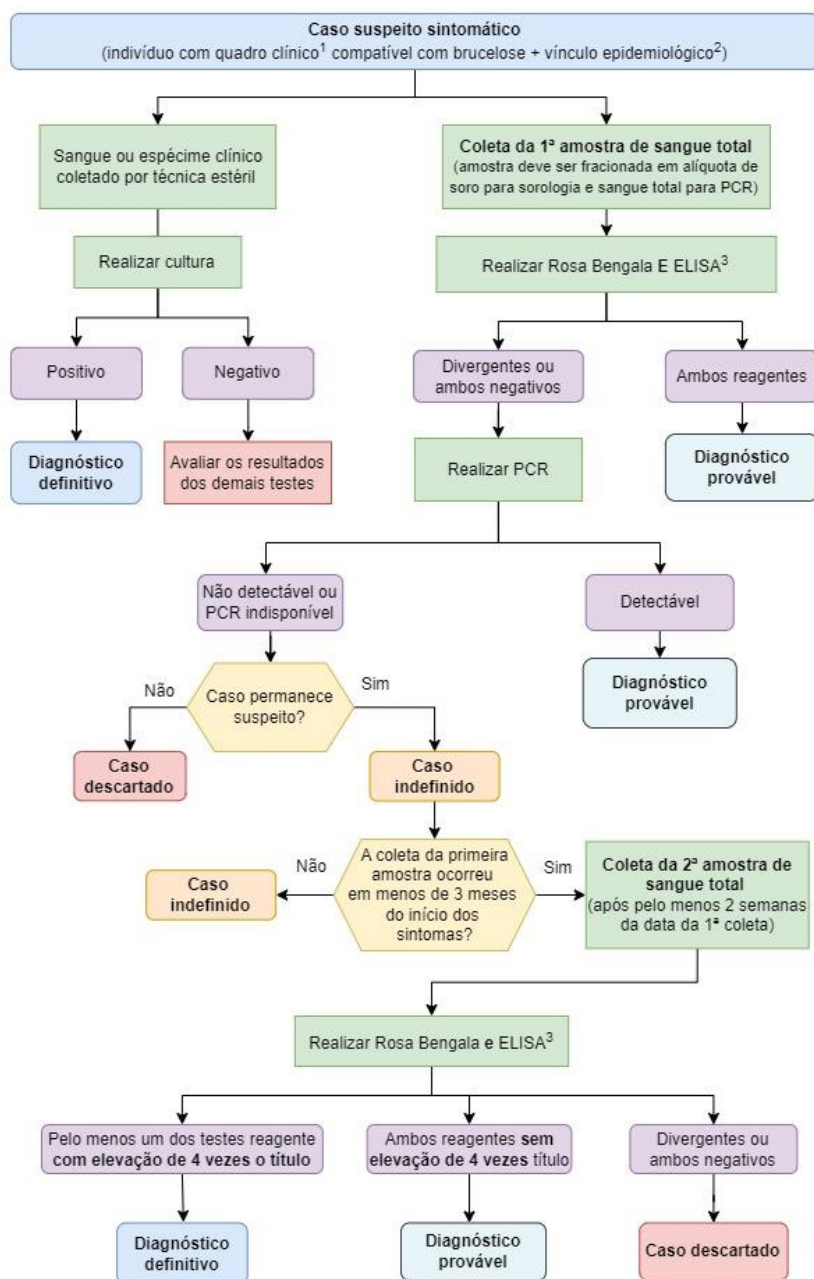 Caso suspeito sintomático
(indivíduo com quadro clínico¹ compatível com brucelose + vínculo epidemiológico²)
Sangue ou espécime clínico
coletado por técnica estéril
Coleta da 1ª amostra de sangue total
(amostra deve ser fracionada em alíquota de
soro para sorologia e sangue total para PCR)
Realizar cultura
Realizar Rosa Bengala E ELISA³
Positivo
Negativo
Divergentes ou
ambos negativos
Ambos reagentes
Diagnóstico
definitivo
Avaliar os resultados
dos demais testes
Realizar PCR
Diagnóstico
provável
Não detectável ou
PCR indisponível
Detectável
Não
Caso permanece
suspeito?
Sim
Diagnóstico
provável
Caso
descartado
Caso
indefinido
Caso
indefinido
Não
A coleta da primeira
amostra ocorreu
em menos de 3 meses
do início dos
sintomas?
Sim
Coleta da 2ª amostra de
sangue total
(após pelo menos 2 semanas
da data da 1ª coleta)
Realizar Rosa Bengala e ELISA³
Pelo menos um dos testes reagente
com elevação de 4 vezes o título
Ambos reagentes sem
elevação de 4 vezes título
Divergentes ou
ambos negativos
Diagnóstico
definitivo
Diagnóstico
provável
Caso descartado